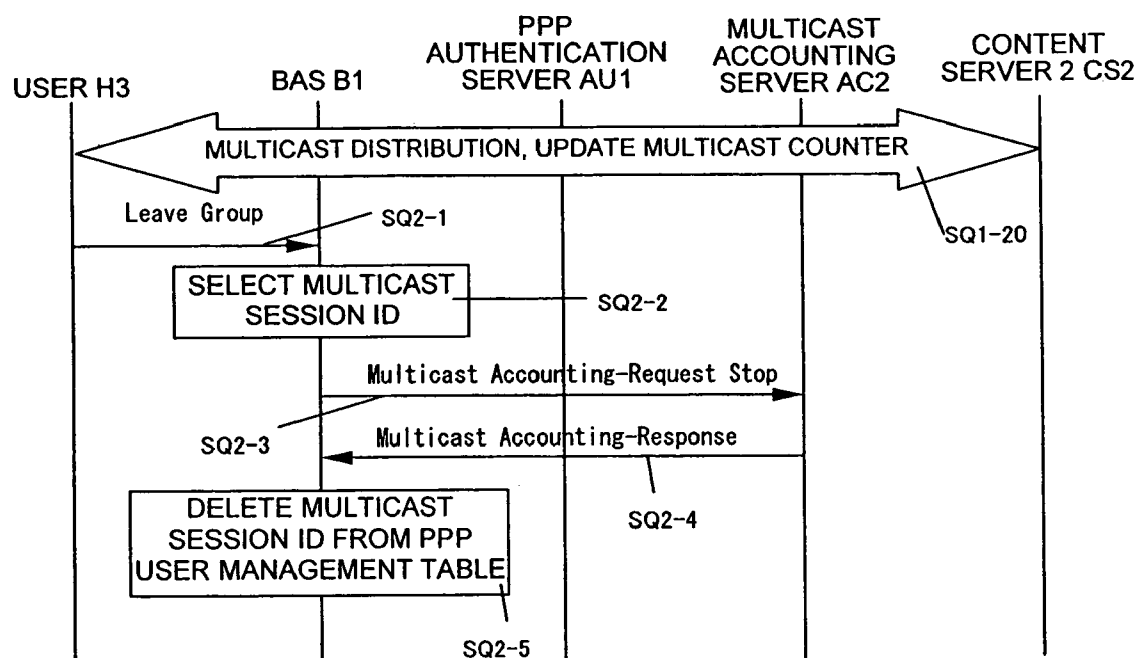 USER H3
BAS B1
PPP
AUTHENTICATION
SERVER AU1
MULTICAST
ACCOUNTING
SERVER AC2
CONTENT
SERVER 2 CS2
MULTICAST DISTRIBUTION, UPDATE MULTICAST COUNTER
SQ1-20
Leave Group
SQ2-1
SELECT MULTICAST
SESSION ID
SQ2-2
Multicast Accounting-Request Stop
SQ2-3
Multicast Accounting-Response
SQ2-4
DELETE MULTICAST
SESSION ID FROM PPP
USER MANAGEMENT TABLE
SQ2-5